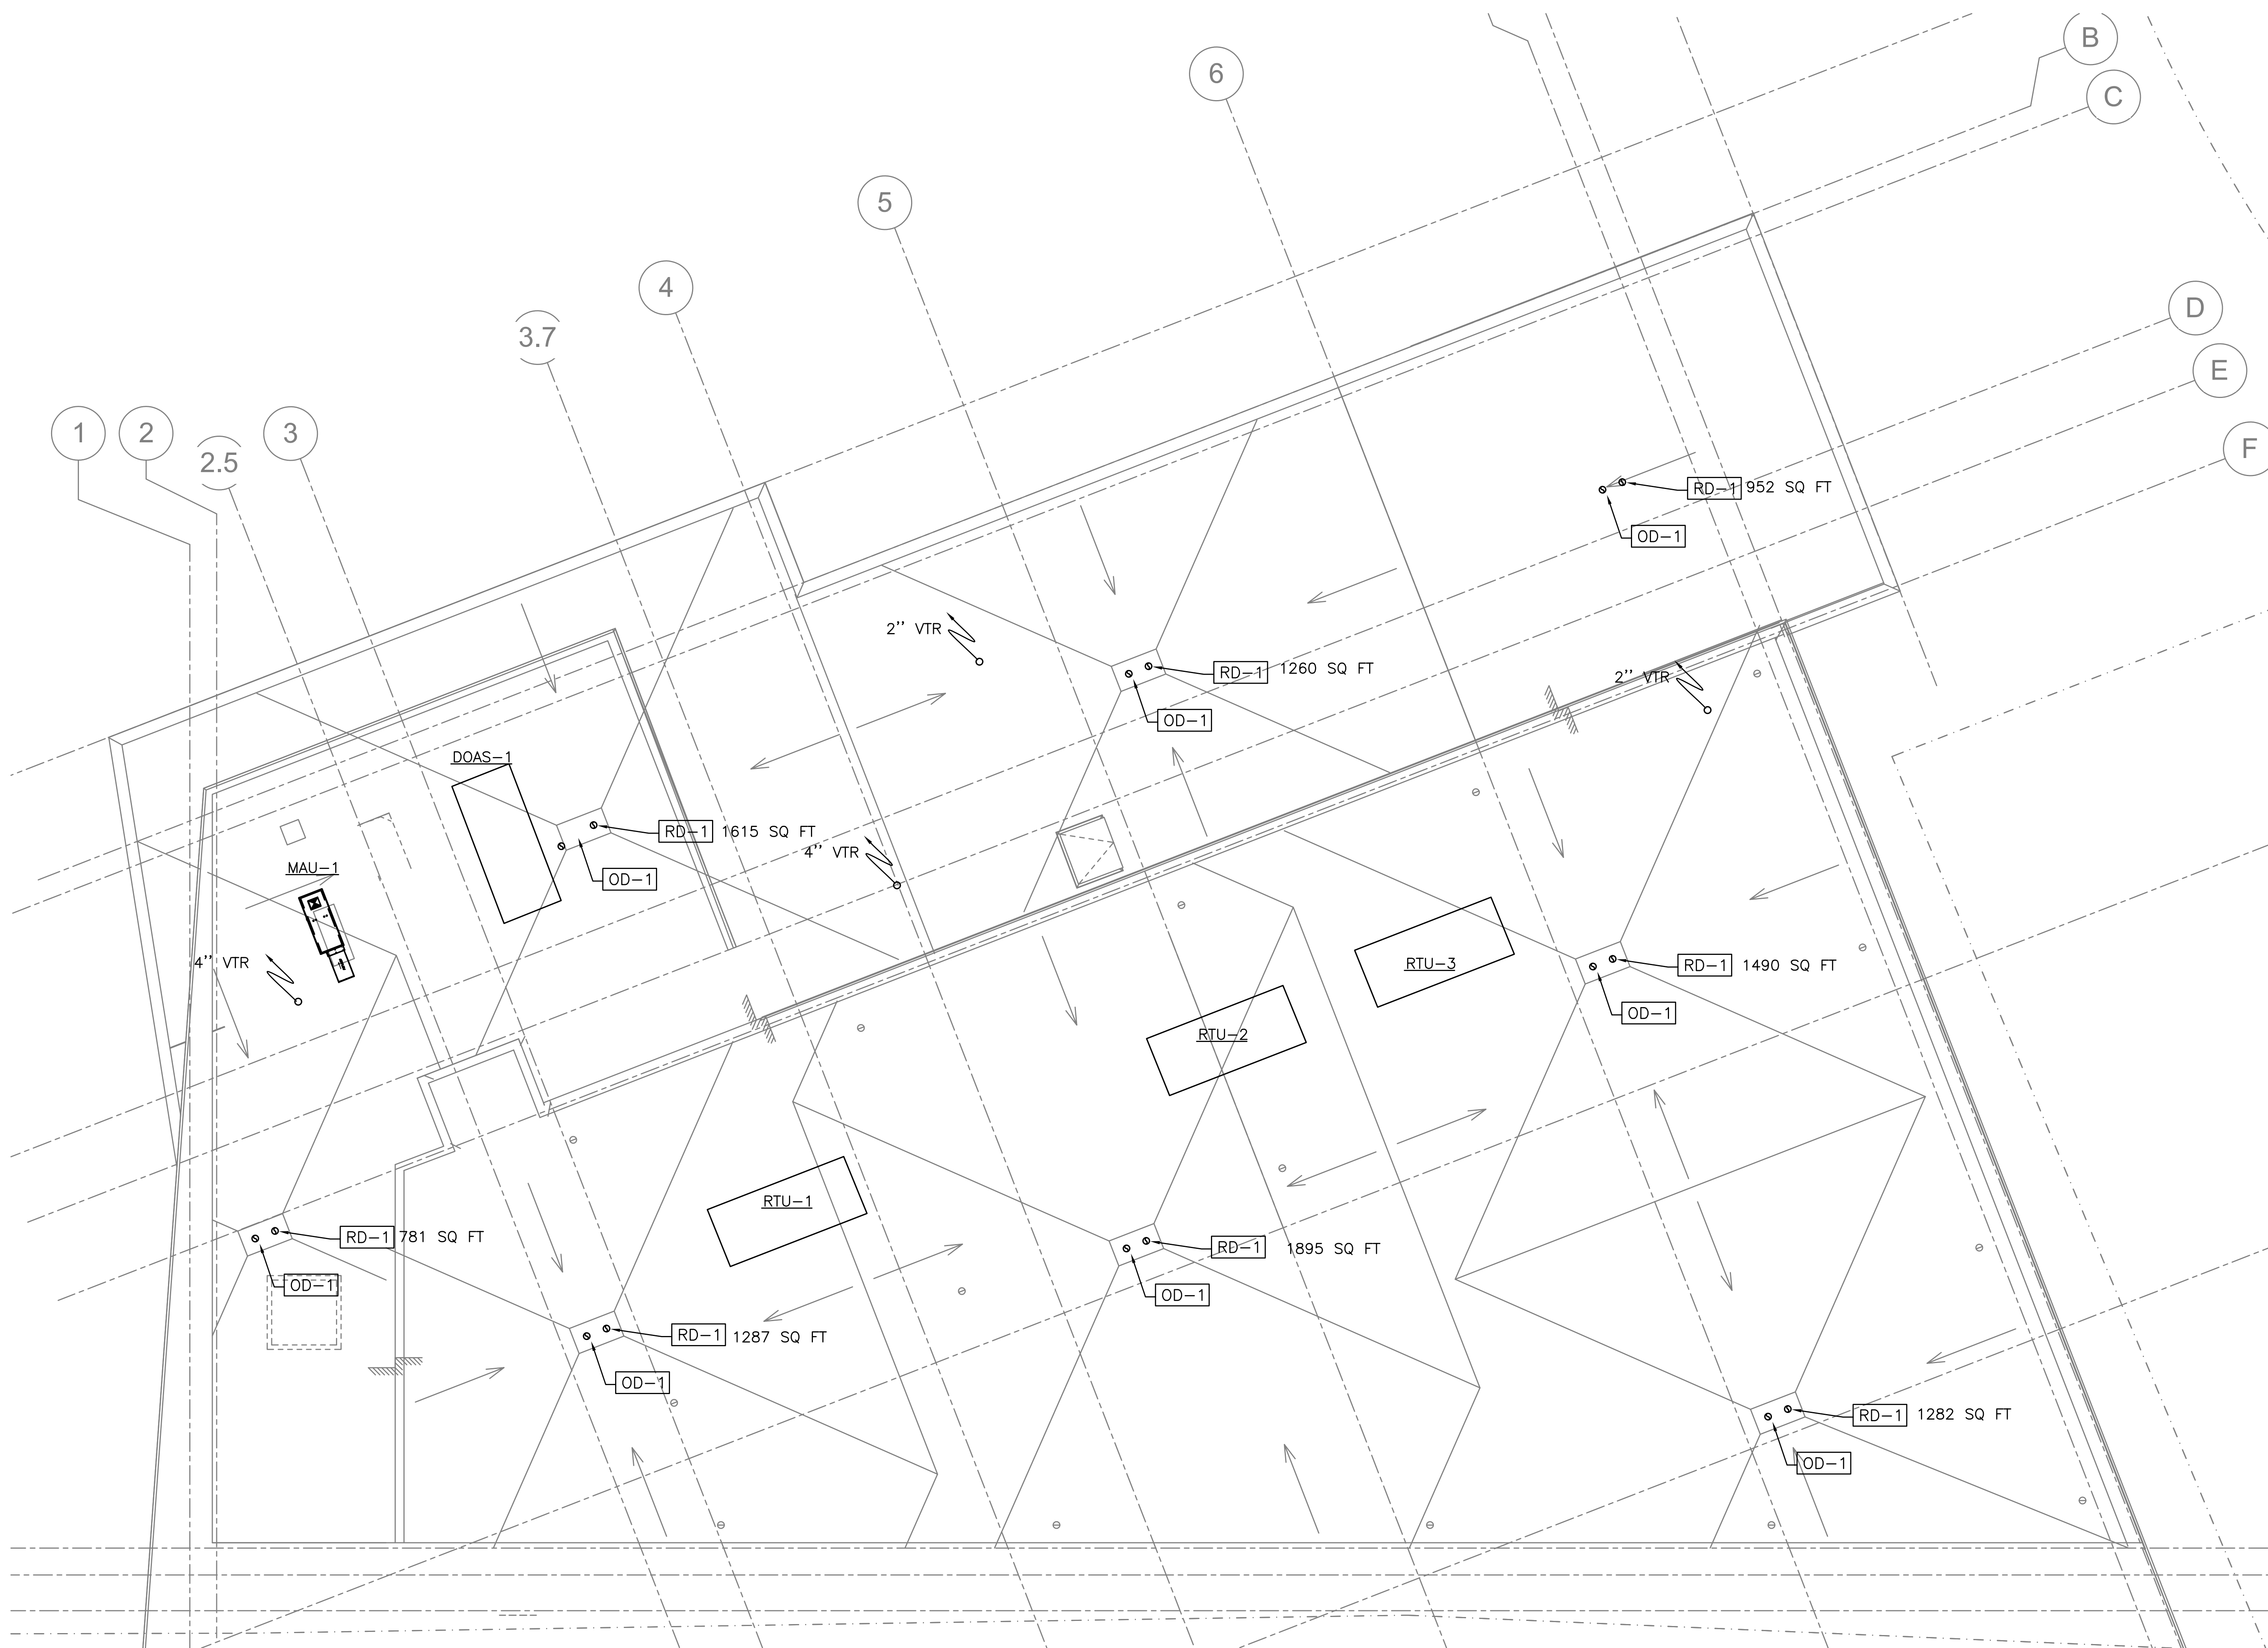 B
6
C
5
4
D
3.7
E
1
2
3
F
2.5
RD-1 952 SQ FT
OD-1
2'' VTR
RD-1 1260 SQ FT
2'' VTR
OD-1
DOAS-1
RD-1 1615 SQ FT
4'' VTR
MAU-1
OD-1
4'' VTR
RTU-3
RD-1 1490 SQ FT
OD-1
RTU-2
RTU-1
RD-1 781 SQ FT
RD-1 1895 SQ FT
OD-1
OD-1
RD-1 1287 SQ FT
OD-1
RD-1 1282 SQ FT
OD-1